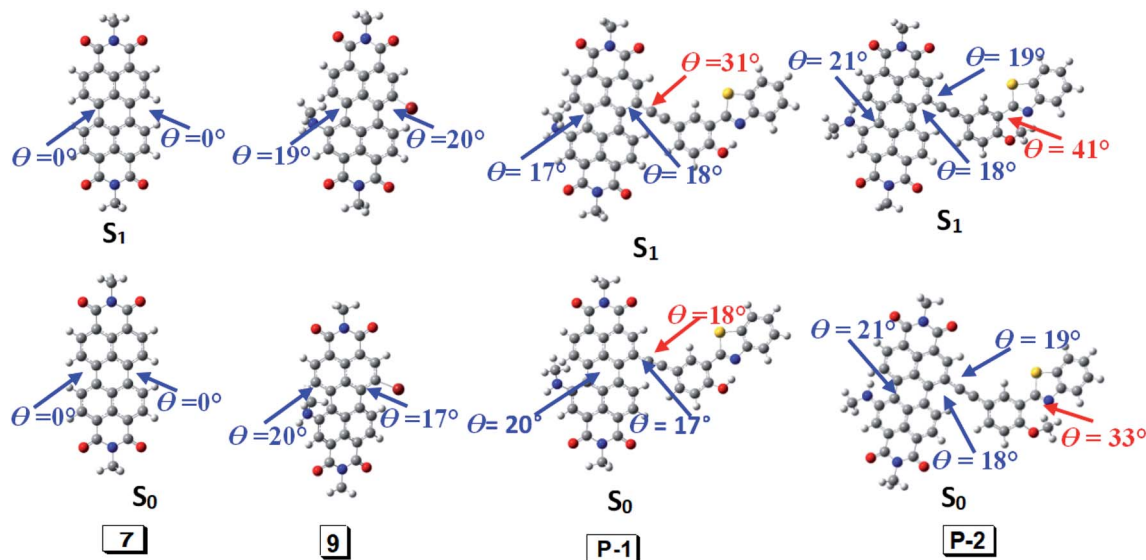 θ =31°
θ= 19°
θ= 21°
θ =0°
θ =0°
θ =20°
θ =19°
θ= 17°
θ= 18°
θ= 41°
θ= 18°
S1
S1
S1
θ =18°
θ =21°
θ = 19°
θ =0°
θ =0°
θ =17°
θ =20°
θ= 20°
θ = 17°
θ = 33°
θ = 18°
S0
S0
S0
S0
7
9
P-1
P-2